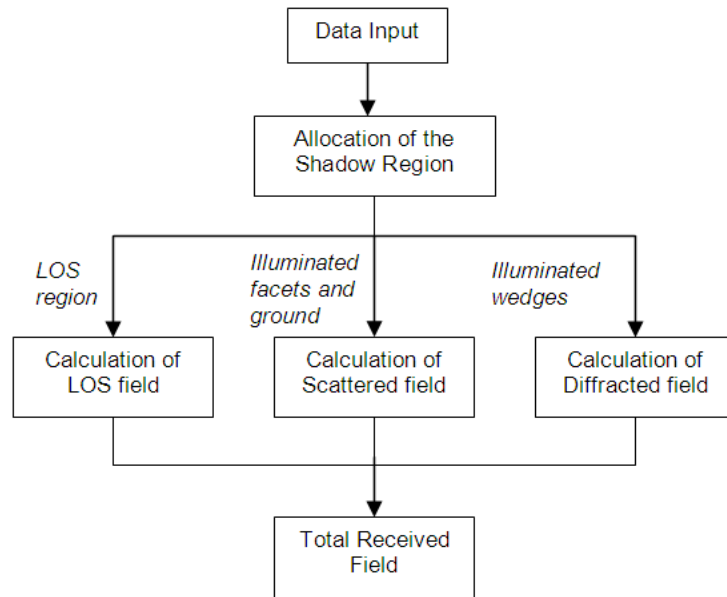 Data Input
Allocation of the
Shadow Region
LOS
region
Illuminated
facets and
ground
Illuminated
wedges
Calculation of
LOS field
Calculation of
Scattered field
Calculation of
Diffracted field
Total Received
Field